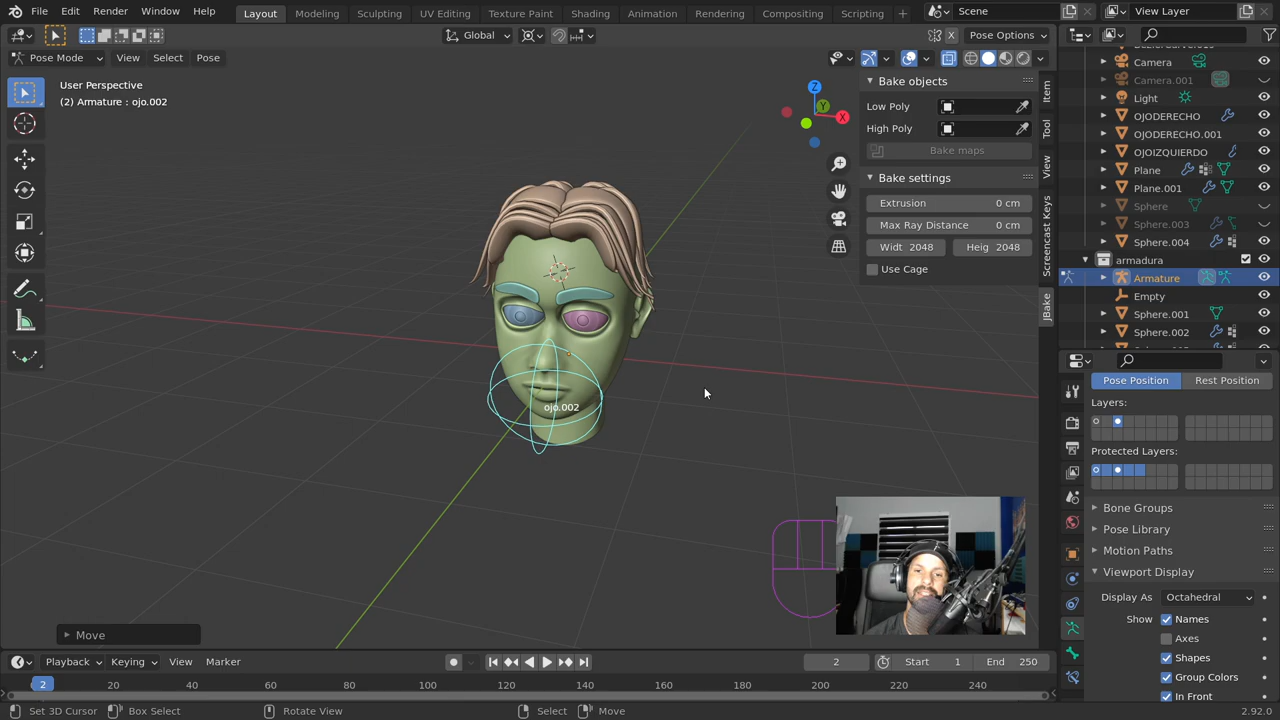 File Edit Render Window Help
Layout Modeling Sculpting UV Editing Texture Paint Shading Animation Rendering Compositing Scripting
Scene View Layer
Global Pose Options
X
Pose Mode View Select Pose
User Perspective
(2) Armature : ojo.002
Z
Y
X
ojo.002
Move
Bake objects
Low Poly
High Poly
Bake maps
Bake settings
Extrusion 0 cm
Max Ray Distance 0 cm
Widt 2048 Heig 2048
Use Cage
Item
Tool
View
Screencast Keys
JBake
Camera
Camera.001
Light
OJODERECHO
OJODERECHO.001
OJOIZQUIERDO
Plane
Plane.001
Sphere
Sphere.003
Sphere.004
armadura
Armature
Empty
Sphere.001
Sphere.002
Pose Position Rest Position
Layers:
Protected Layers:
Bone Groups
Pose Library
Motion Paths
Viewport Display
Display As Octahedral
Show Names
Axes
Shapes
Group Colors
In Front
Playback Keying View Marker
2 Start 1 End 250
2 20 40 60 80 100 120 140 160 180 200 220 240
Set 3D Cursor Box Select Rotate View Select Move 2.92.0